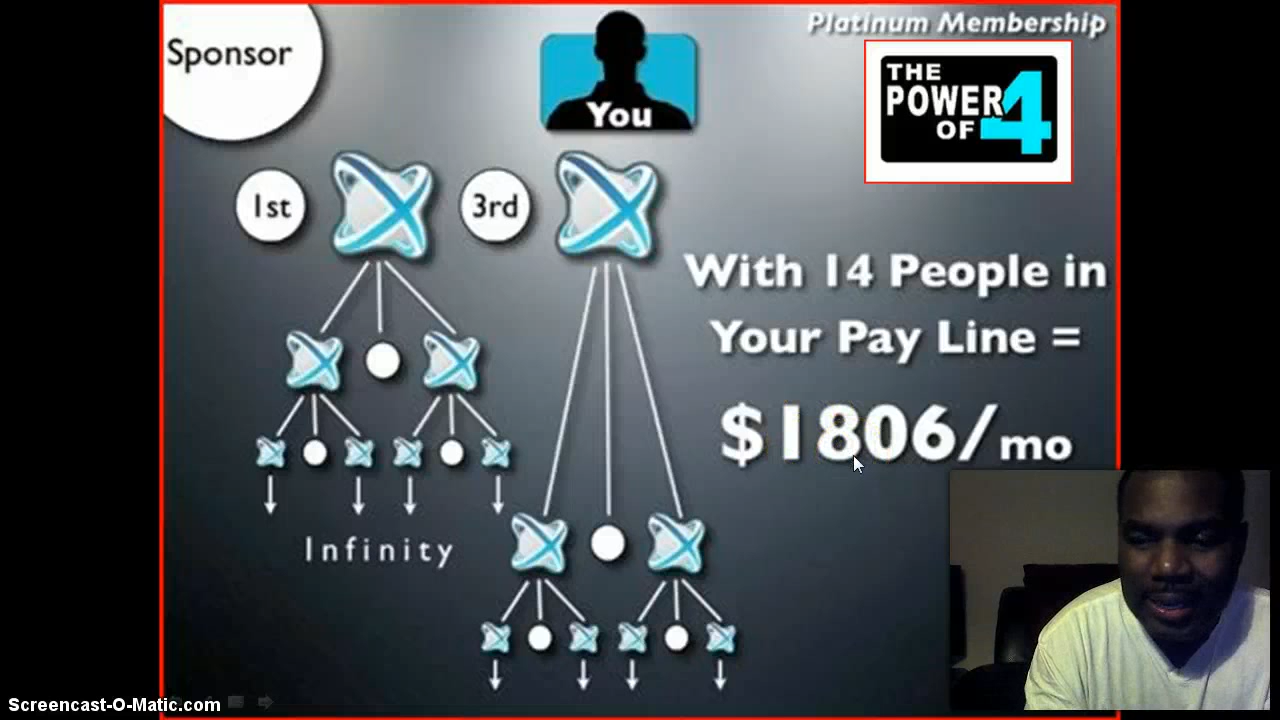 Platinum Membership
Sponsor
You
THE
POWER
OF 4
1st
3rd
With 14 People in
Your Pay Line =
$1806/mo
Infinity
Screencast-O-Matic.com